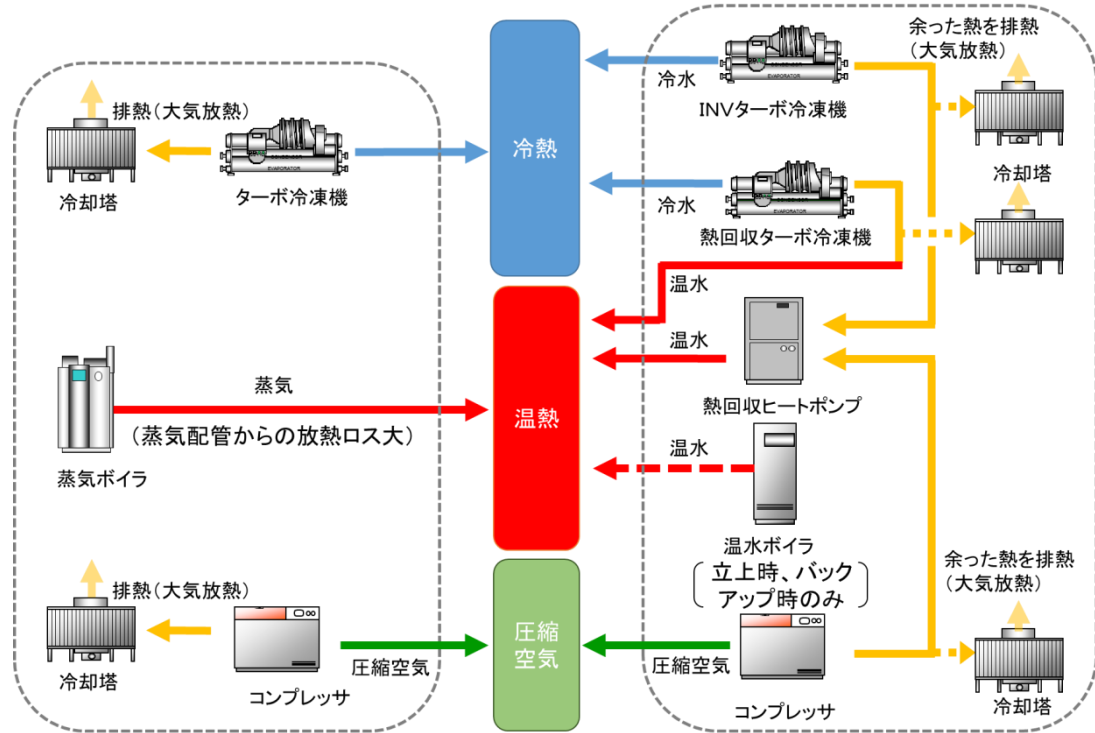 排熱(大気放熱)
冷却塔
ターボ冷凍機
蒸気
(蒸気配管からの放熱ロス大)
蒸気ボイラ
排熱(大気放熱)
冷却塔
コンプレッサ
圧縮空気
冷熱
温熱
圧縮
空気
冷水
INVターボ冷凍機
余った熱を排熱
(大気放熱)
冷却塔
冷水
熱回収ターボ冷凍機
温水
温水
熱回収ヒートポンプ
温水
温水ボイラ
立上時、バック
アップ時のみ
圧縮空気
コンプレッサ
余った熱を排熱
(大気放熱)
冷却塔
EVAPORATOR
EVAPORATOR
EVAPORATOR